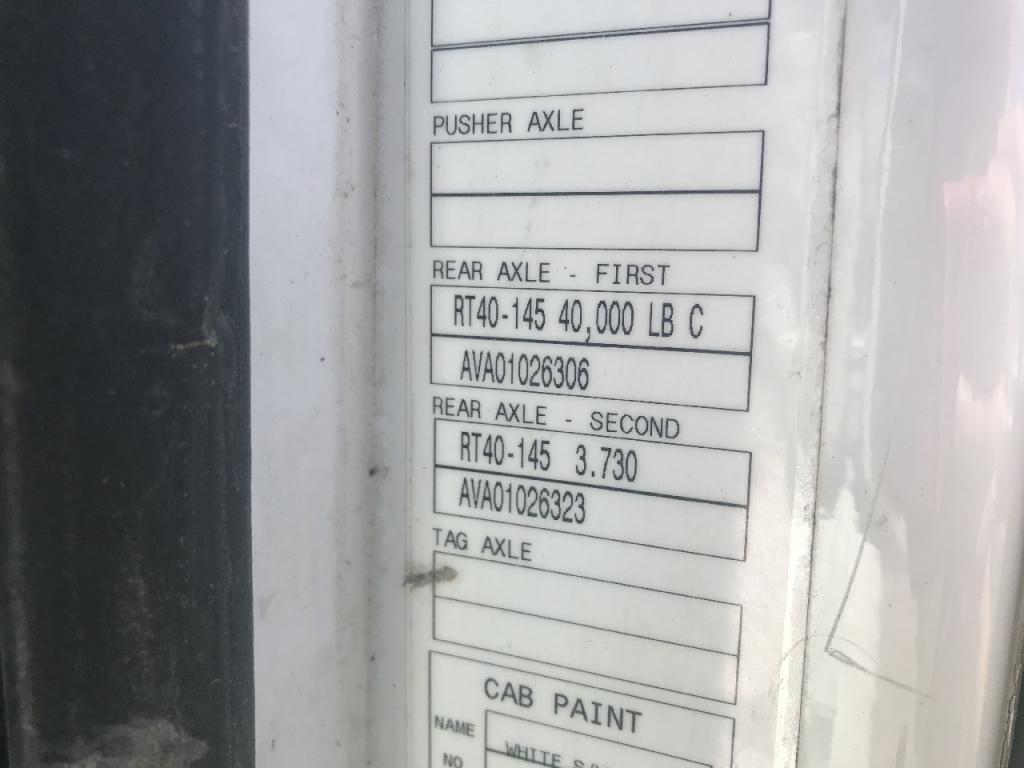 PUSHER AXLE
REAR AXLE - FIRST
RT40-145 40,000 LB C
AVA01026306
REAR AXLE - SECOND
RT40-145 3.730
AVA01026323
TAG AXLE
CAB PAINT
NAME
WHITE
NO